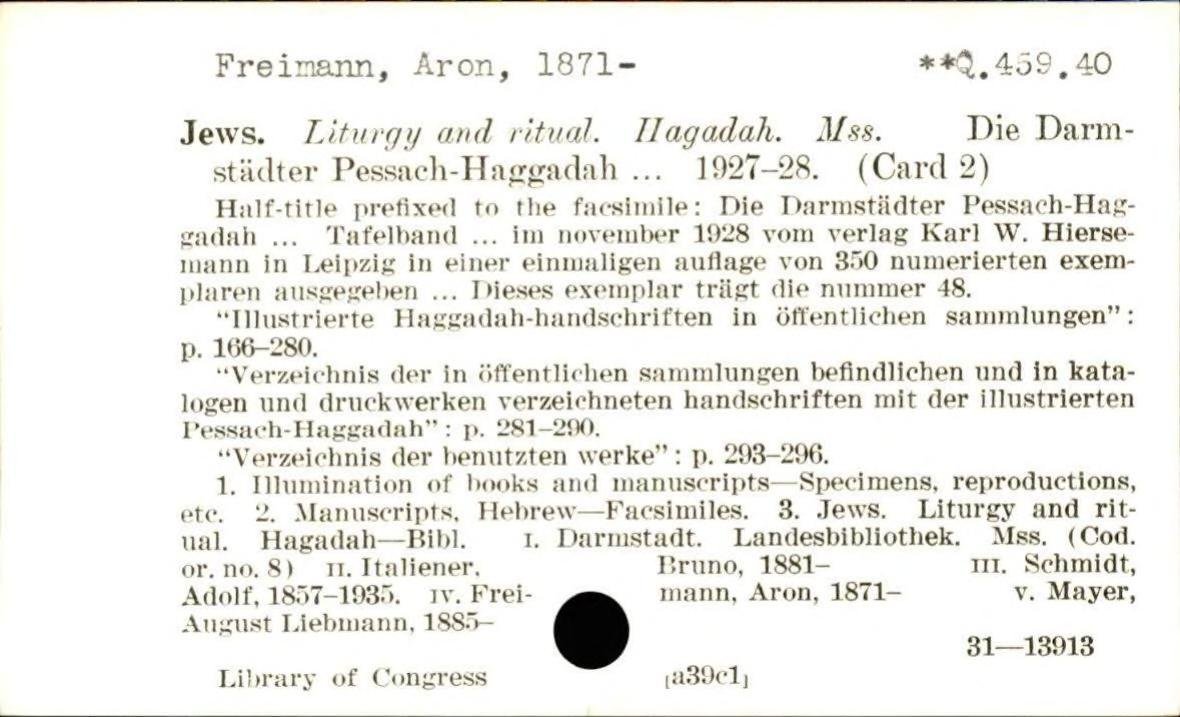 Freimann, Aron, 1871- **Q.459.40
Jews. Liturgy and ritual. Hagadah. Mss. Die Darm-
städter Pessach-Haggadah ... 1927–28. (Card 2)
Half-title prefixed to the facsimile: Die Darmstädter Pessach-Hag-
gadah ... Tafelband ... im november 1928 vom verlag Karl W. Hierse-
mann in Leipzig in einer einmaligen auflage von 350 numerierten exem-
plaren ausgegeben ... Dieses exemplar trägt die nummer 48.
“Illustrierte Haggadah-handschriften in öffentlichen sammlungen”:
p. 166–280.
“Verzeichnis der in öffentlichen sammlungen befindlichen und in kata-
logen und druckwerken verzeichneten handschriften mit der illustrierten
Pessach-Haggadah”: p. 281–290.
“Verzeichnis der benutzten werke”: p. 293–296.
1. Illumination of books and manuscripts—Specimens, reproductions,
etc. 2. Manuscripts, Hebrew—Facsimiles. 3. Jews. Liturgy and rit-
ual. Hagadah—Bibl. I. Darmstadt. Landesbibliothek. Mss. (Cod.
or. no. 8) II. Italiener, Bruno, 1881– III. Schmidt,
Adolf, 1857–1935. IV. Frei- mann, Aron, 1871– V. Mayer,
August Liebmann, 1885–
31—13913
Library of Congress [a39c1]